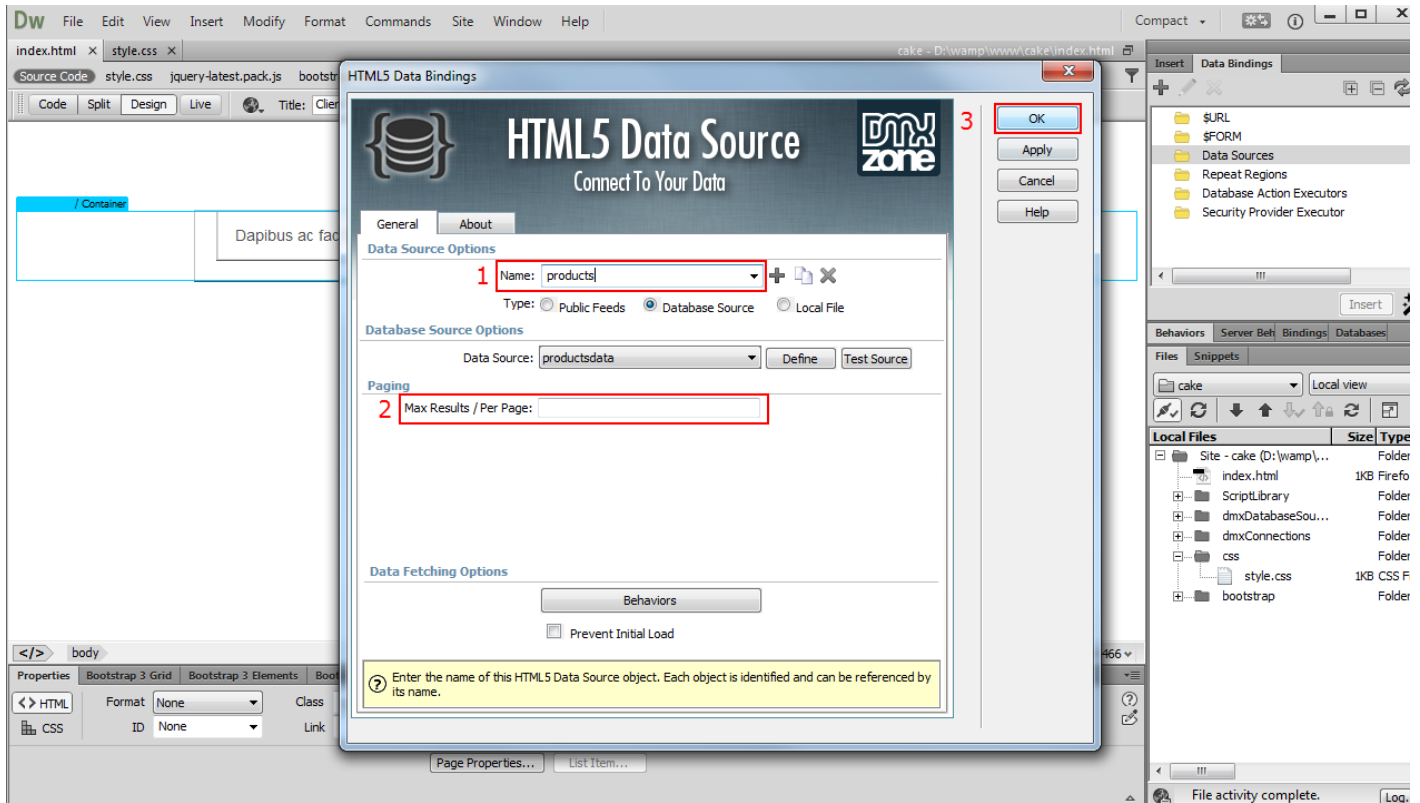 DW File Edit View Insert Modify Format Commands Site Window Help Compact
index.html × style.css × cake - D:\wamp\www\cake\index.html
Source Code style.css jquery-latest.pack.js bootstr
Code Split Design Live Title: Clier
/ Container
Dapibus ac fac
HTML5 Data Bindings
HTML5 Data Source
Connect To Your Data
DMX
zone
General About
Data Source Options
1 Name: products
Type: Public Feeds Database Source Local File
Database Source Options
Data Source: productsdata Define Test Source
Paging
2 Max Results / Per Page:
Data Fetching Options
Behaviors
Prevent Initial Load
? Enter the name of this HTML5 Data Source object. Each object is identified and can be referenced by
its name.
3 OK
Apply
Cancel
Help
Insert Data Bindings
$URL
$FORM
Data Sources
Repeat Regions
Database Action Executors
Security Provider Executor
Insert
Behaviors Server Beh Bindings Databases
Files Snippets
cake Local view
Local Files Size Type
Site - cake (D:\wamp\... Folder
index.html 1KB Firefo
ScriptLibrary Folder
dmxDatabaseSou... Folder
dmxConnections Folder
css Folder
style.css 1KB CSS F
bootstrap Folder
File activity complete. Log.
</> body 466
Properties Bootstrap 3 Grid Bootstrap 3 Elements Boot
<> HTML Format None Class
CSS ID None Link
Page Properties... List Item...